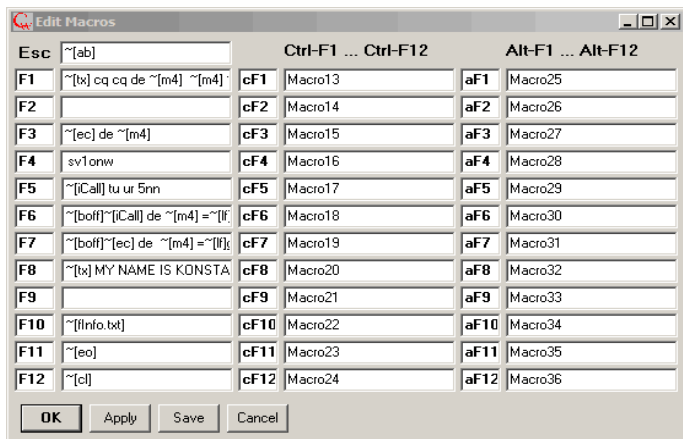 Edit Macros
Esc ~[ab] Ctrl-F1 ... Ctrl-F12 Alt-F1 ... Alt-F12
F1 ~[tx] cq cq de ~[m4] ~[m4] cF1 Macro13 aF1 Macro25
F2 cF2 Macro14 aF2 Macro26
F3 ~[ec] de ~[m4] cF3 Macro15 aF3 Macro27
F4 sv1onw cF4 Macro16 aF4 Macro28
F5 ~[iCall] tu ur 5nn cF5 Macro17 aF5 Macro29
F6 ~[boff]~[iCall] de ~[m4] =~[lf] cF6 Macro18 aF6 Macro30
F7 ~[boff]~[ec] de ~[m4] =~[lf]g cF7 Macro19 aF7 Macro31
F8 ~[tx] MY NAME IS KONSTA cF8 Macro20 aF8 Macro32
F9 cF9 Macro21 aF9 Macro33
F10 ~[fInfo.txt] cF10 Macro22 aF10 Macro34
F11 ~[eo] cF11 Macro23 aF11 Macro35
F12 ~[cl] cF12 Macro24 aF12 Macro36
OK Apply Save Cancel